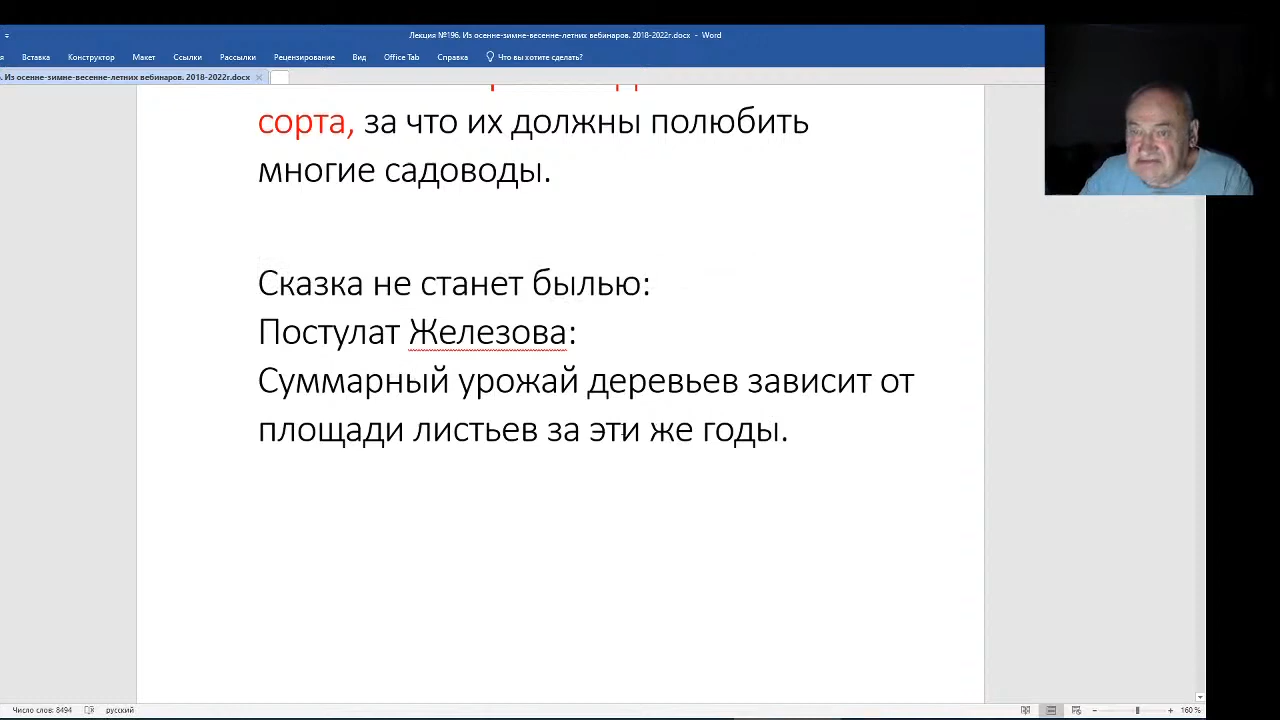 Лекция №196. Из осенне-зимне-весенне-летних вебинаров. 2018-2022г.docx - Word
Вставка Конструктор Макет Ссылки Рассылки Рецензирование Вид Office Tab Справка Что вы хотите сделать?
. Из осенне-зимне-весенне-летних вебинаров. 2018-2022г.docx
сорта, за что их должны полюбить
многие садоводы.
Сказка не станет былью:
Постулат Железова:
Суммарный урожай деревьев зависит от
площади листьев за эти же годы.
Число слов: 8494 русский 160 %